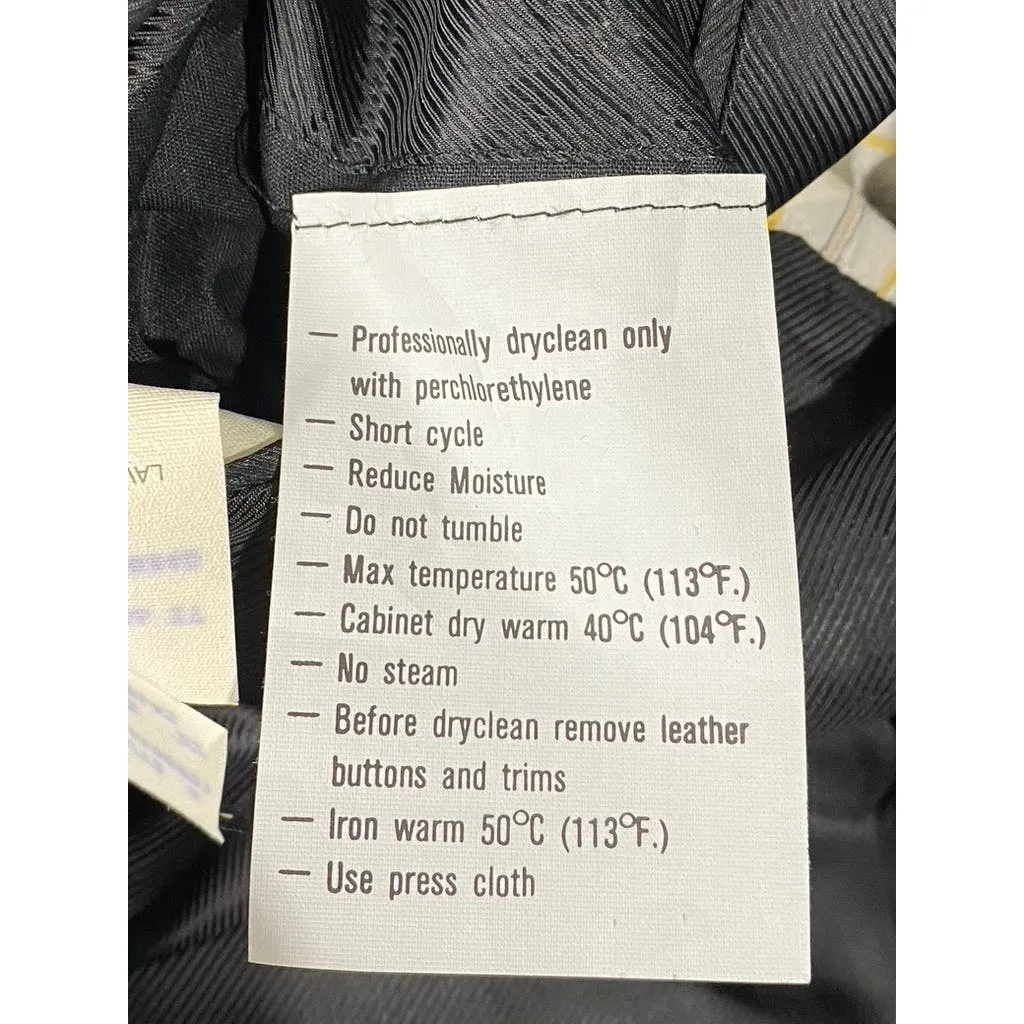 — Professionally dryclean only
with perchlorethylene
— Short cycle
— Reduce Moisture
— Do not tumble
— Max temperature 50°C (113°F.)
— Cabinet dry warm 40°C (104°F.)
— No steam
— Before dryclean remove leather
buttons and trims
— Iron warm 50°C (113°F.)
— Use press cloth